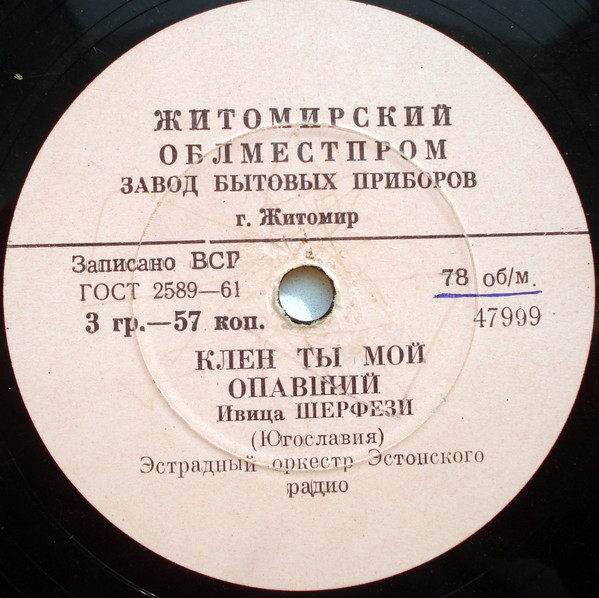 ЖИТОМИРСКИЙ
ОБЛМЕСТПРОМ
ЗАВОД БЫТОВЫХ ПРИБОРОВ
г. Житомир
Записано ВСГ
ГОСТ 2589—61
3 гр.—57 коп.
78 об/м.
47999
КЛЕН ТЫ МОЙ
ОПАВШИЙ
Ивица ШЕРФЕЗИ
(Югославия)
Эстрадный оркестр Эстонского
радио